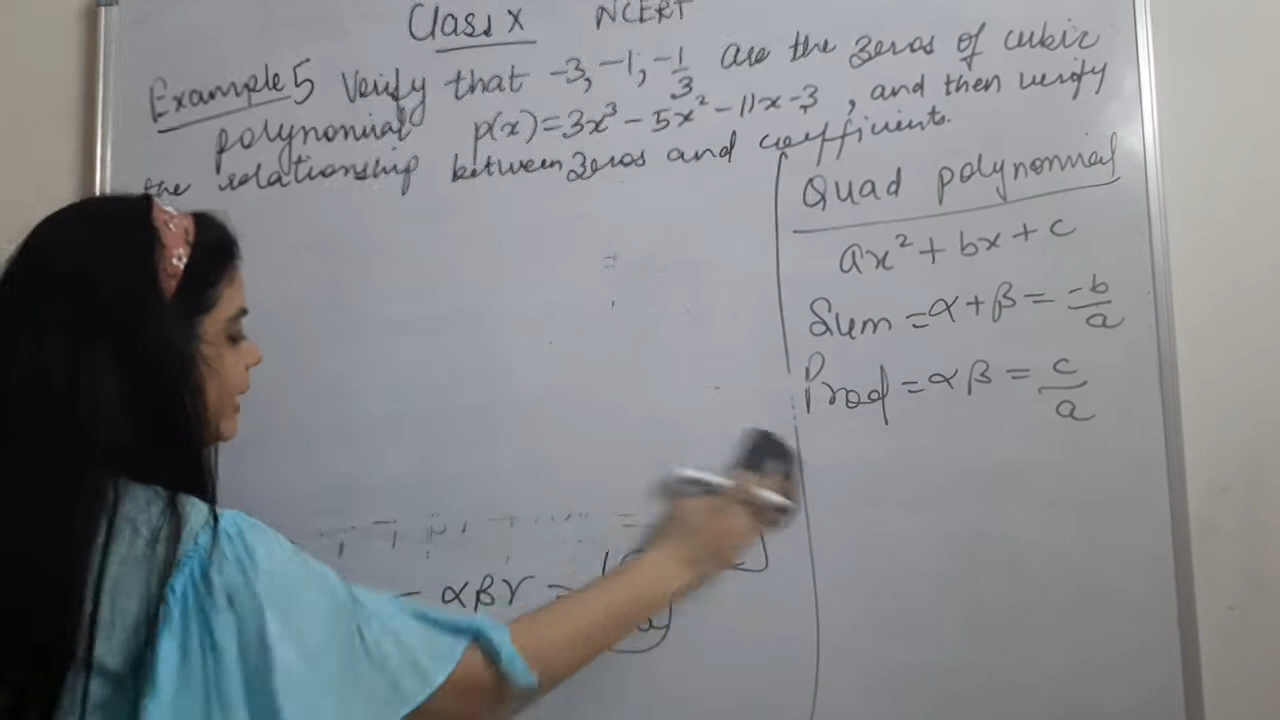 Class X NCERT
Example 5 Verify that -3, -1, -1/3 are the zeros of cubic
polynomial p(x) = 3x³ - 5x² - 11x - 3, and then verify
the relationship between zeros and coefficients.
Quad polynomial
ax² + bx + c
Sum = α + β = -b/a
Prod = αβ = c/a
αβγ =